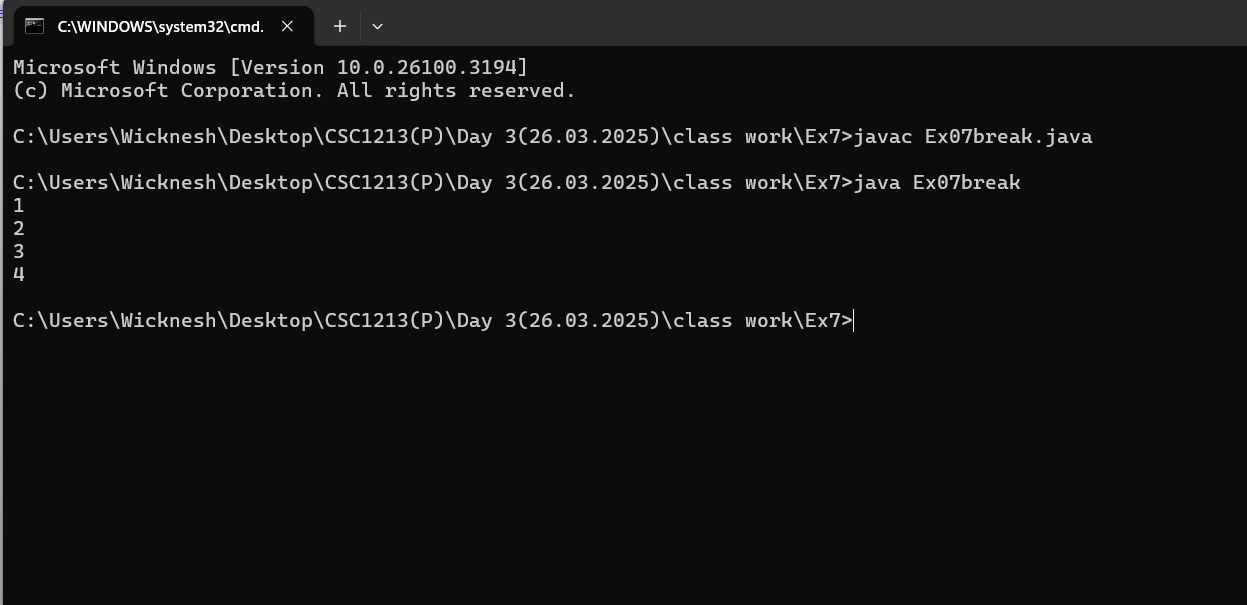 C:\WINDOWS\system32\cmd.
Microsoft Windows [Version 10.0.26100.3194]
(c) Microsoft Corporation. All rights reserved.
C:\Users\Wicknesh\Desktop\CSC1213(P)\Day 3(26.03.2025)\class work\Ex7>javac Ex07break.java
C:\Users\Wicknesh\Desktop\CSC1213(P)\Day 3(26.03.2025)\class work\Ex7>java Ex07break
1
2
3
4
C:\Users\Wicknesh\Desktop\CSC1213(P)\Day 3(26.03.2025)\class work\Ex7>